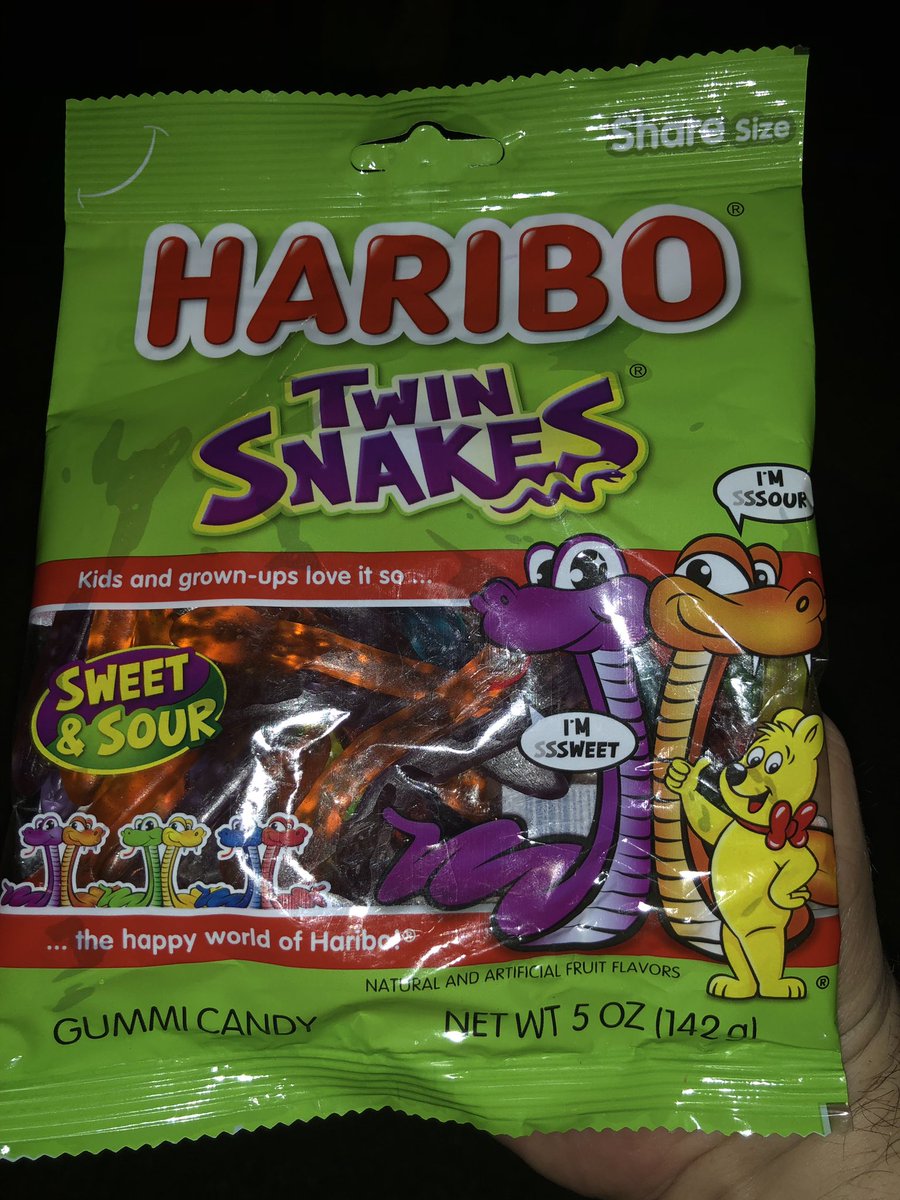 Share Size
HARIBO®
TWIN
SNAKES®
I'M
SSSOUR
Kids and grown-ups love it so ...
SWEET
& SOUR
I'M
SSSWEET
... the happy world of Haribo®
NATURAL AND ARTIFICIAL FRUIT FLAVORS
®
GUMMI CANDY
NET WT 5 OZ (142 g)